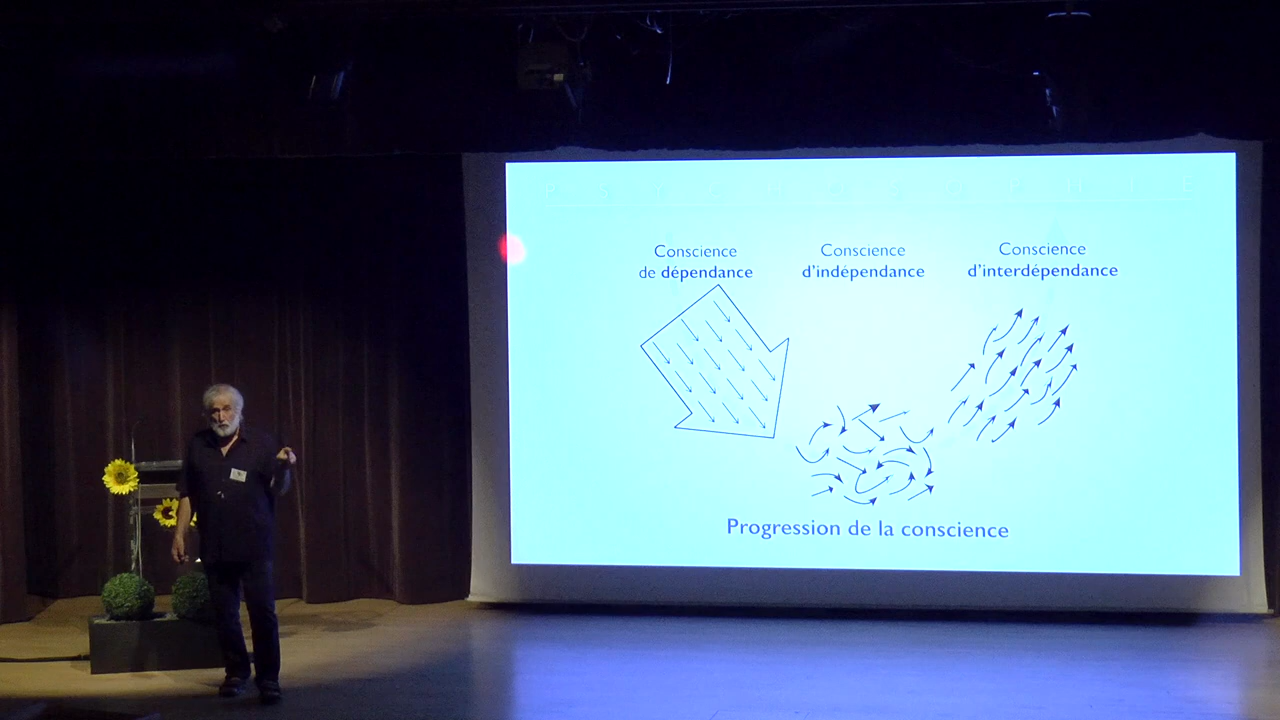 Conscience
de dépendance
Conscience
d'indépendance
Conscience
d'interdépendance
Progression de la conscience